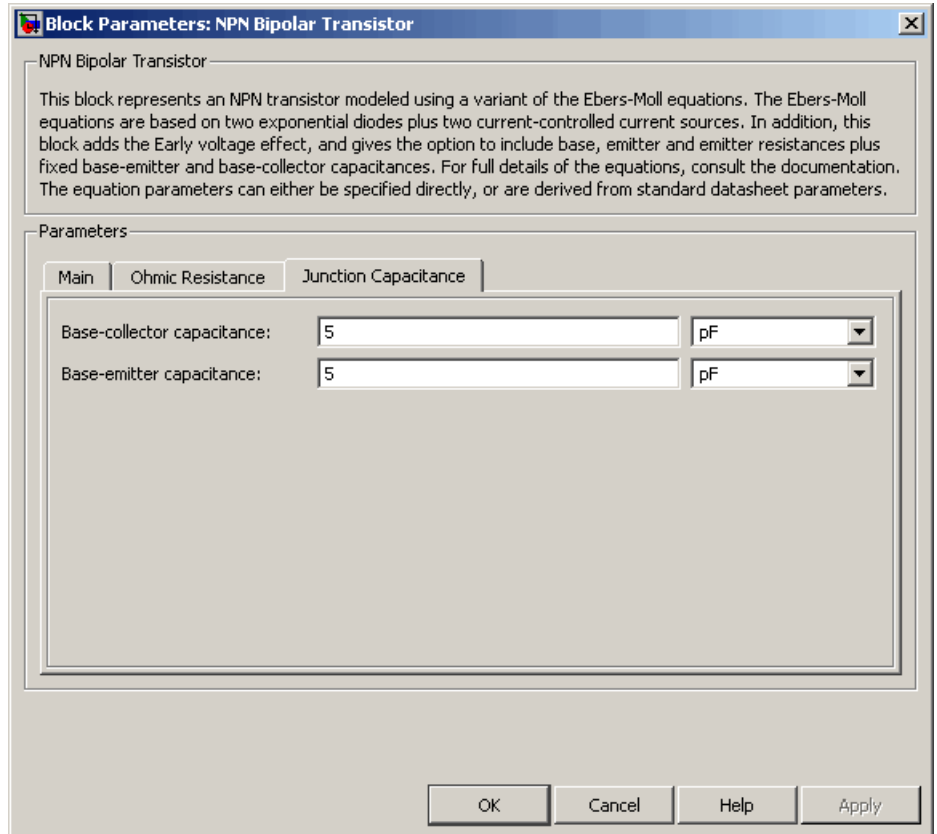 Block Parameters: NPN Bipolar Transistor
NPN Bipolar Transistor
This block represents an NPN transistor modeled using a variant of the Ebers-Moll equations. The Ebers-Moll
equations are based on two exponential diodes plus two current-controlled current sources. In addition, this
block adds the Early voltage effect, and gives the option to include base, emitter and emitter resistances plus
fixed base-emitter and base-collector capacitances. For full details of the equations, consult the documentation.
The equation parameters can either be specified directly, or are derived from standard datasheet parameters.
Parameters
Main Ohmic Resistance Junction Capacitance
Base-collector capacitance: 5 pF
Base-emitter capacitance: 5 pF
OK Cancel Help Apply